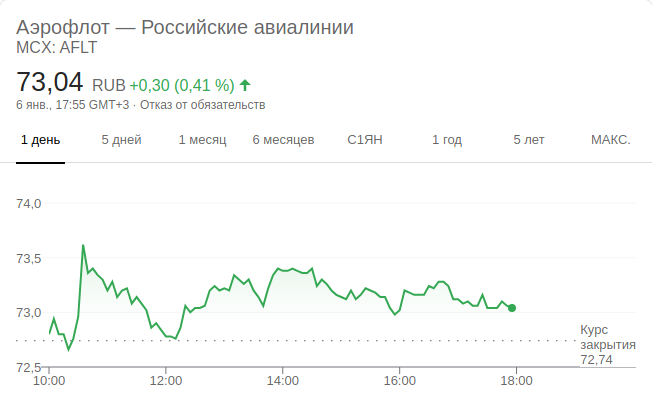 Аэрофлот — Российские авиалинии
MCX: AFLT
73,04 RUB +0,30 (0,41 %)
6 янв., 17:55 GMT+3 · Отказ от обязательств
1 день 5 дней 1 месяц 6 месяцев С1ЯН 1 год 5 лет МАКС.
74,0
73,5
73,0
Курс
закрытия
72,74
72,5
10:00 12:00 14:00 16:00 18:00